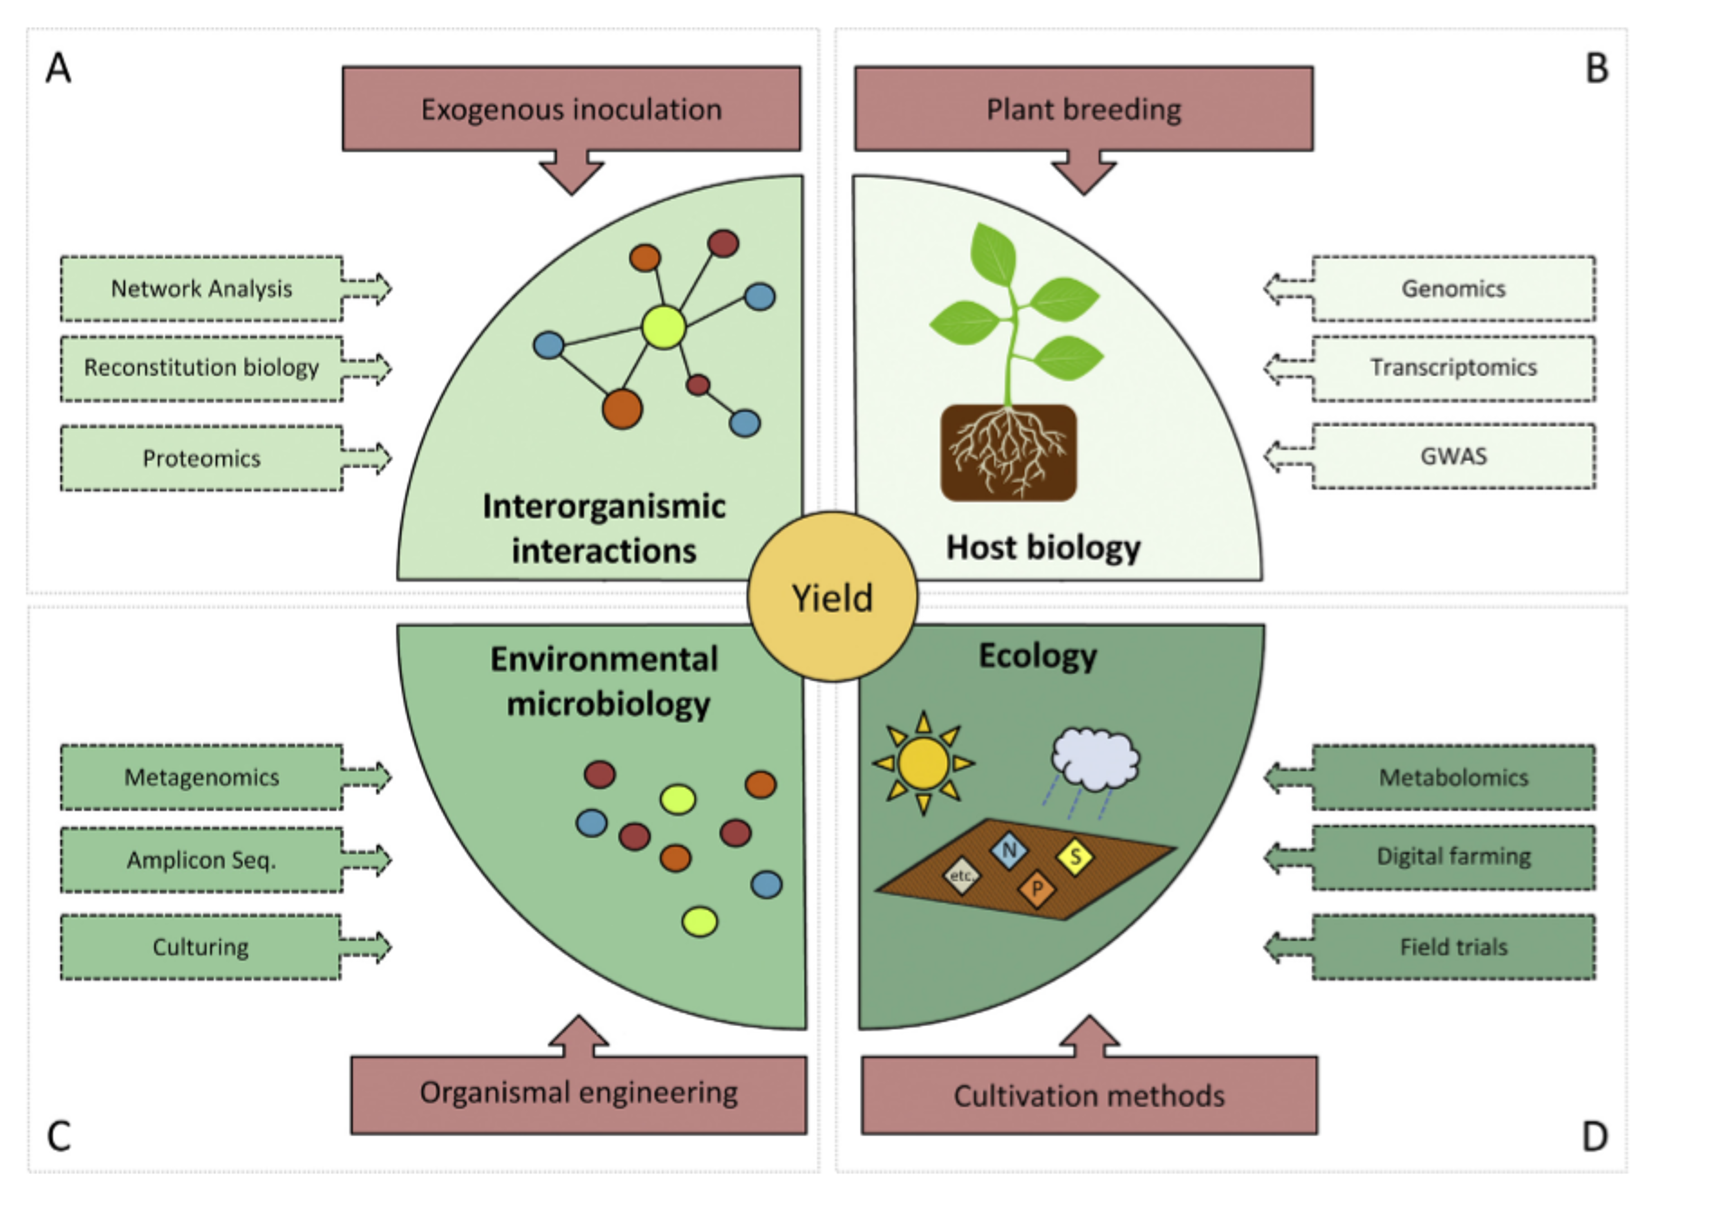 A
B
Exogenous inoculation
Plant breeding
Network Analysis
Reconstitution biology
Proteomics
Interorganismic
interactions
Genomics
Transcriptomics
GWAS
Host biology
Yield
Environmental
microbiology
Ecology
Metagenomics
Amplicon Seq.
Culturing
N
S
etc.
P
Metabolomics
Digital farming
Field trials
Organismal engineering
Cultivation methods
C
D